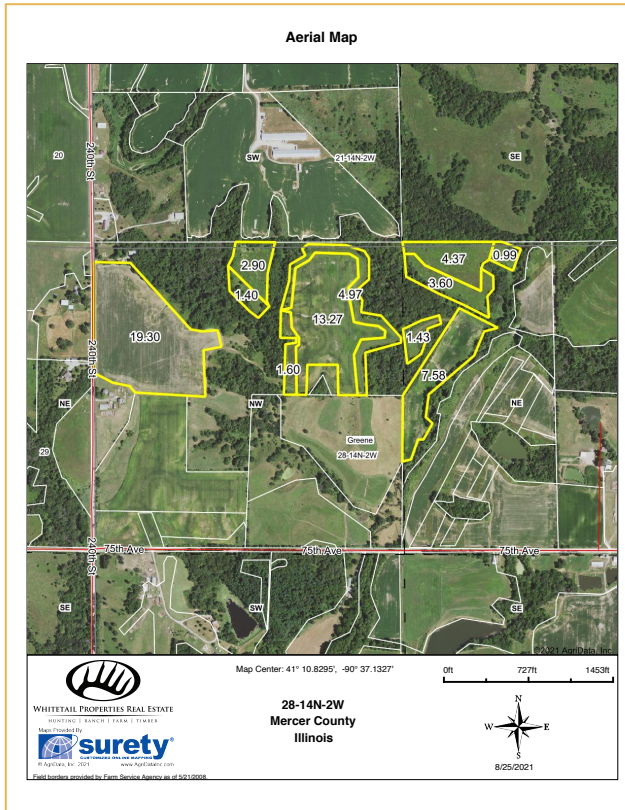 Aerial Map
240th St
20
SW
21-14N-2W
SE
2.90
1.40
4.97
13.27
1.60
4.37
0.99
3.60
1.43
7.58
19.30
240th St
NE
29
NW
Greene
28-14N-2W
NE
240th St
75th Ave
75th Ave
75th Ave
SE
SW
SE
©2021 AgriData, Inc.
Map Center: 41° 10.8295', -90° 37.1327'
0ft 727ft 1453ft
WHITETAIL PROPERTIES REAL ESTATE
HUNTING | RANCH | FARM | TIMBER
Maps Provided By
surety®
CUSTOMIZED ONLINE MAPPING
© AgriData, Inc. 2021 www.AgriDataInc.com
28-14N-2W
Mercer County
Illinois
N
W E
S
8/25/2021
Field borders provided by Farm Service Agency as of 5/21/2008.